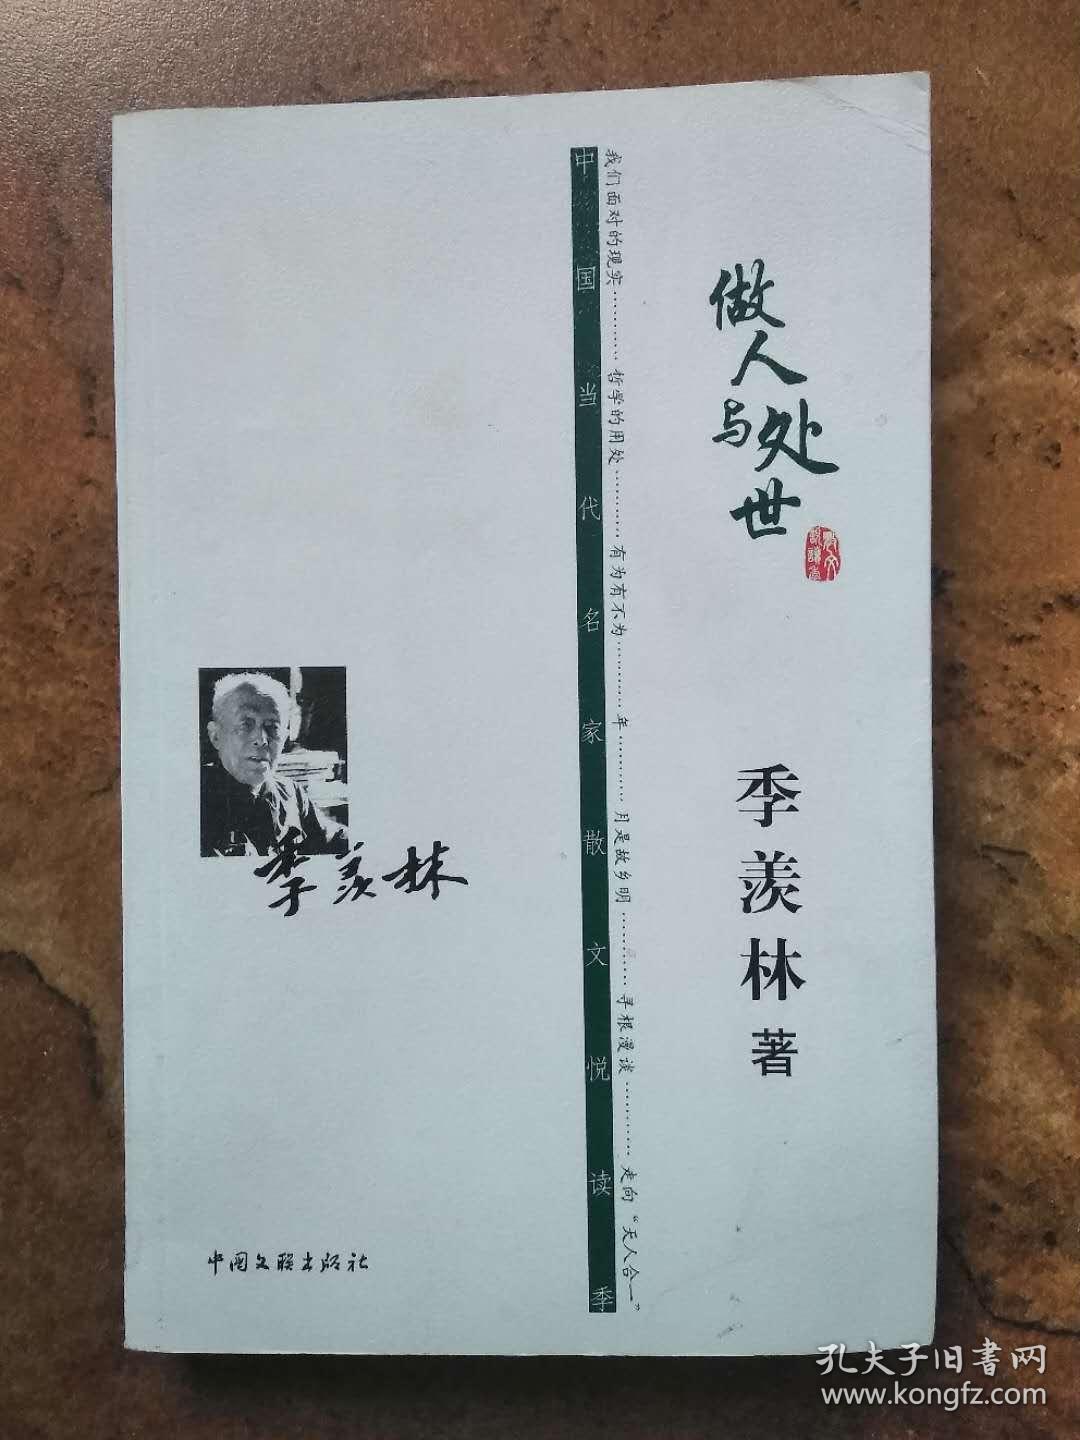 做人与处世
季羡林 著
我们面对的现实…………哲学的用处…………有为有不为…………年…………月是故乡明…………寻根漫谈…………走向“天人合一”
中国当代名家散文悦读季
季羡林
中国文联出版社
孔夫子旧书网
www.kongfz.com